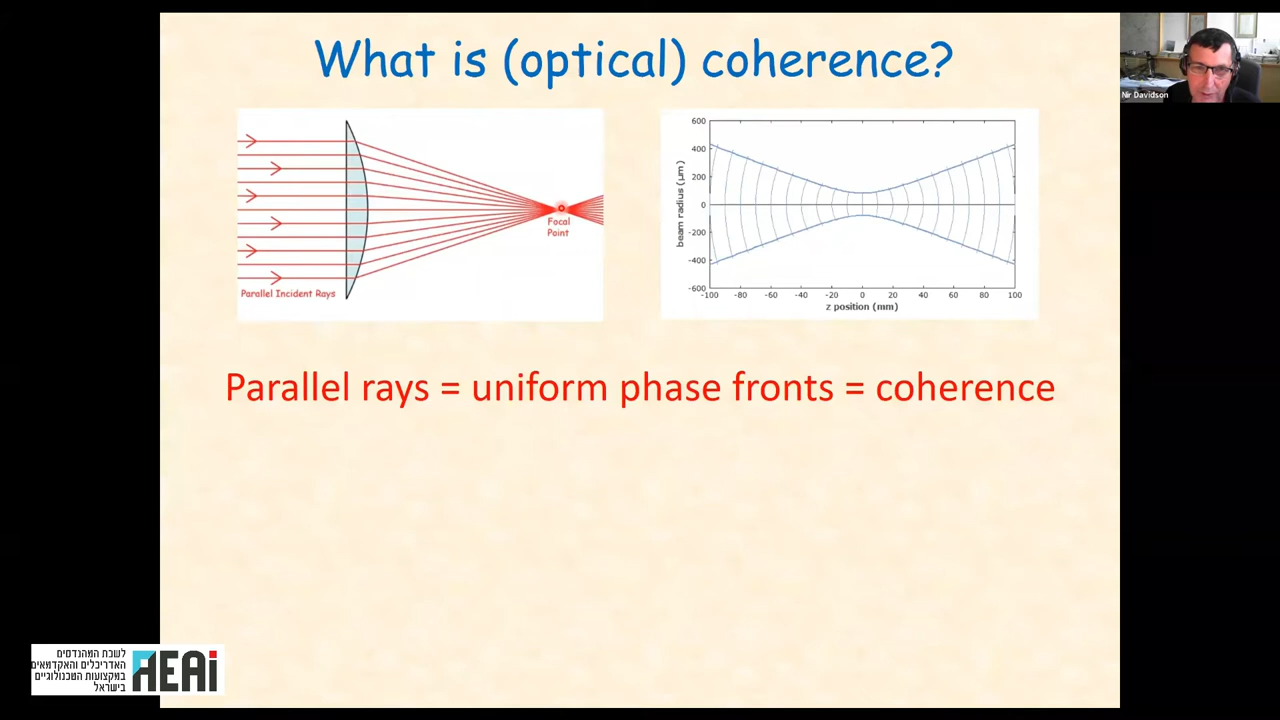 What is (optical) coherence?
Nir Davidson
Parallel Incident Rays
Focal
Point
beam radius (µm)
600
400
200
0
-200
-400
-600
-100 -80 -60 -40 -20 0 20 40 60 80 100
z position (mm)
Parallel rays = uniform phase fronts = coherence
לשכת המהנדסים
האדריכלים והאקדמאים
במקצועות הטכנולוגיים
בישראל
AEAi